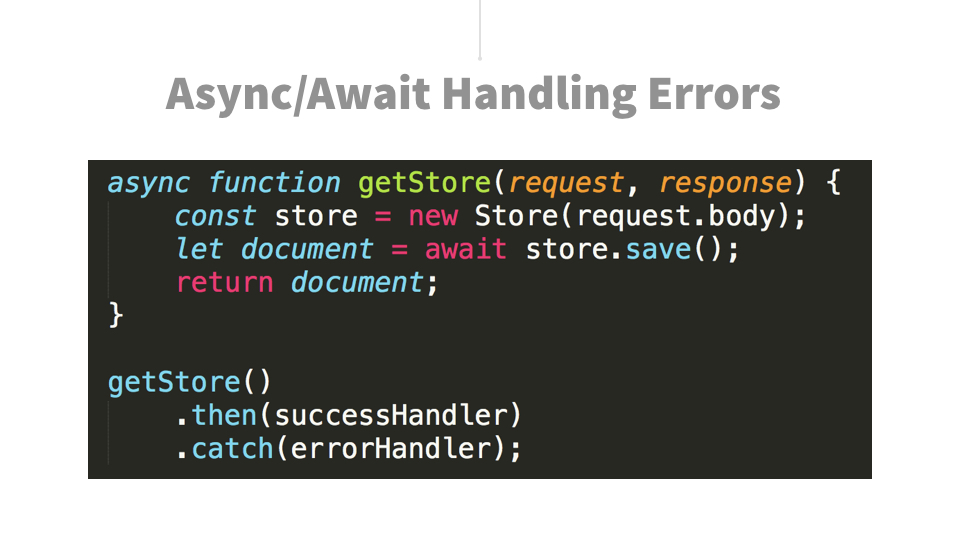 Async/Await Handling Errors
async function getStore(request, response) {
    const store = new Store(request.body);
    let document = await store.save();
    return document;
}
getStore()
    .then(successHandler)
    .catch(errorHandler);